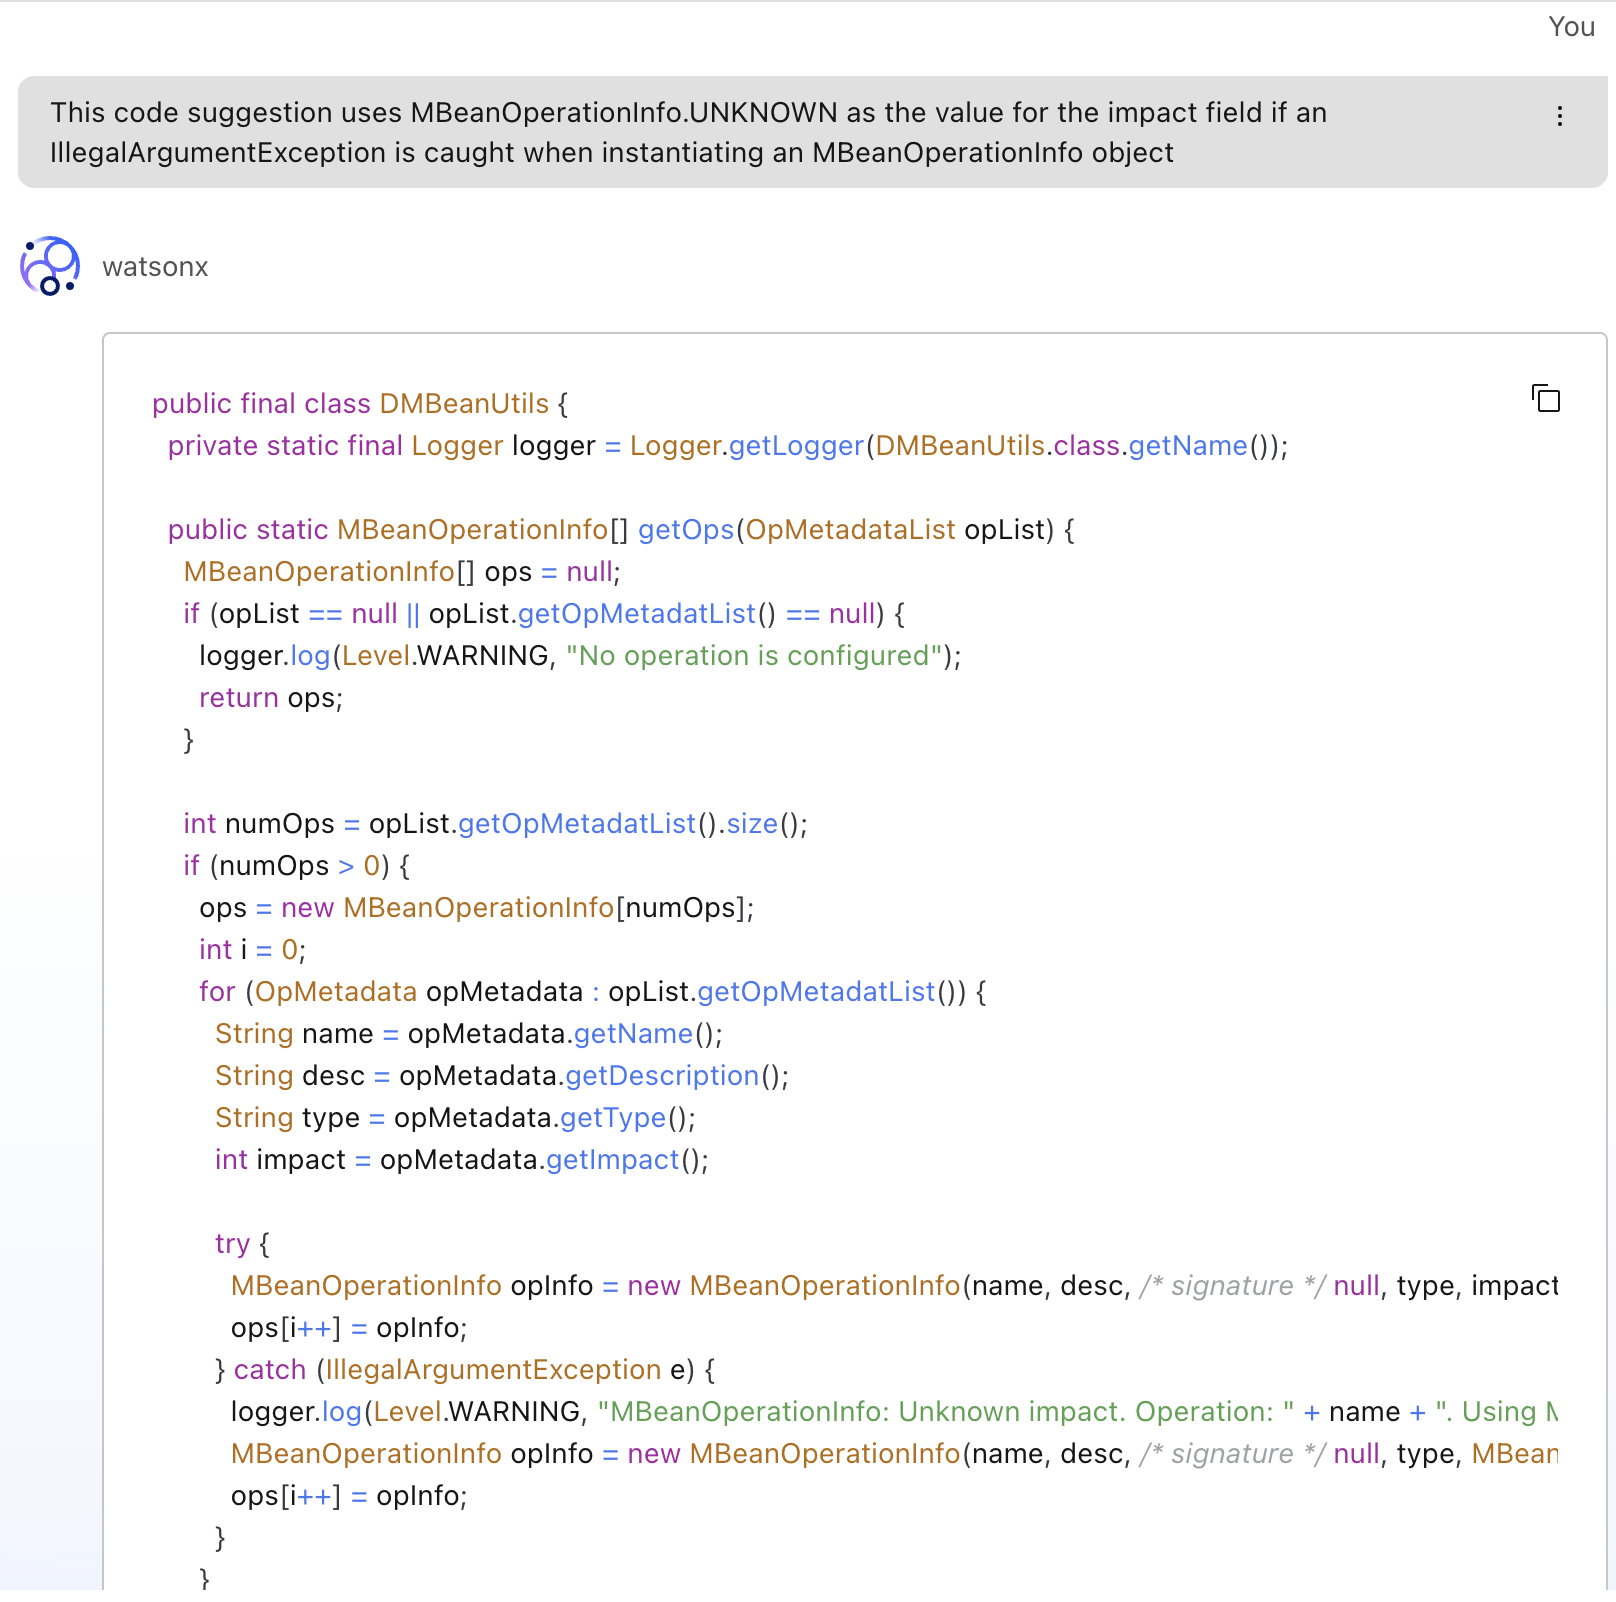 You
This code suggestion uses MBeanOperationInfo.UNKNOWN as the value for the impact field if an
IllegalArgumentException is caught when instantiating an MBeanOperationInfo object
watsonx
public final class DMBeanUtils {
private static final Logger logger = Logger.getLogger(DMBeanUtils.class.getName());
public static MBeanOperationInfo[] getOps(OpMetadataList opList) {
MBeanOperationInfo[] ops = null;
if (opList == null || opList.getOpMetadatList() == null) {
logger.log(Level.WARNING, "No operation is configured");
return ops;
}
int numOps = opList.getOpMetadatList().size();
if (numOps > 0) {
ops = new MBeanOperationInfo[numOps];
int i = 0;
for (OpMetadata opMetadata : opList.getOpMetadatList()) {
String name = opMetadata.getName();
String desc = opMetadata.getDescription();
String type = opMetadata.getType();
int impact = opMetadata.getImpact();
try {
MBeanOperationInfo opInfo = new MBeanOperationInfo(name, desc, /* signature */ null, type, impact
ops[i++] = opInfo;
} catch (IllegalArgumentException e) {
logger.log(Level.WARNING, "MBeanOperationInfo: Unknown impact. Operation: " + name + ". Using
MBeanOperationInfo opInfo = new MBeanOperationInfo(name, desc, /* signature */ null, type, MBean
ops[i++] = opInfo;
}
}